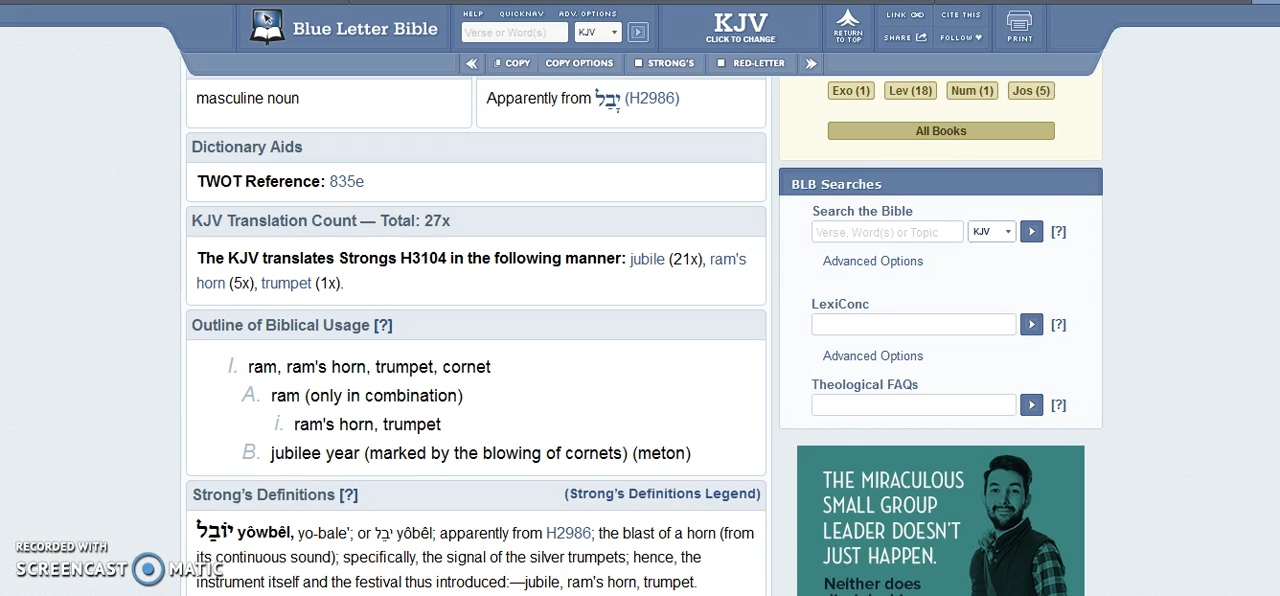 HELP QUICKNAV ADV. OPTIONS
Blue Letter Bible
Verse or Word(s) KJV
KJV
CLICK TO CHANGE
RETURN
TO TOP
LINK CITE THIS
SHARE FOLLOW
PRINT
COPY COPY OPTIONS STRONG'S RED-LETTER
masculine noun
Apparently from יָבַל (H2986)
Dictionary Aids
TWOT Reference: 835e
KJV Translation Count — Total: 27x
The KJV translates Strongs H3104 in the following manner: jubile (21x), ram's
horn (5x), trumpet (1x).
Outline of Biblical Usage [?]
I. ram, ram's horn, trumpet, cornet
A. ram (only in combination)
i. ram's horn, trumpet
B. jubilee year (marked by the blowing of cornets) (meton)
Strong's Definitions [?] (Strong's Definitions Legend)
יוֹבֵל yôwbêl, yo-bale'; or יֹבֵל yôbêl; apparently from H2986; the blast of a horn (from
its continuous sound); specifically, the signal of the silver trumpets; hence, the
instrument itself and the festival thus introduced:—jubile, ram's horn, trumpet.
Exo (1) Lev (18) Num (1) Jos (5)
All Books
BLB Searches
Search the Bible
Verse, Word(s) or Topic KJV [?]
Advanced Options
LexiConc
[?]
Advanced Options
Theological FAQs
[?]
THE MIRACULOUS
SMALL GROUP
LEADER DOESN'T
JUST HAPPEN.
Neither does
RECORDED WITH
SCREENCAST MATIC